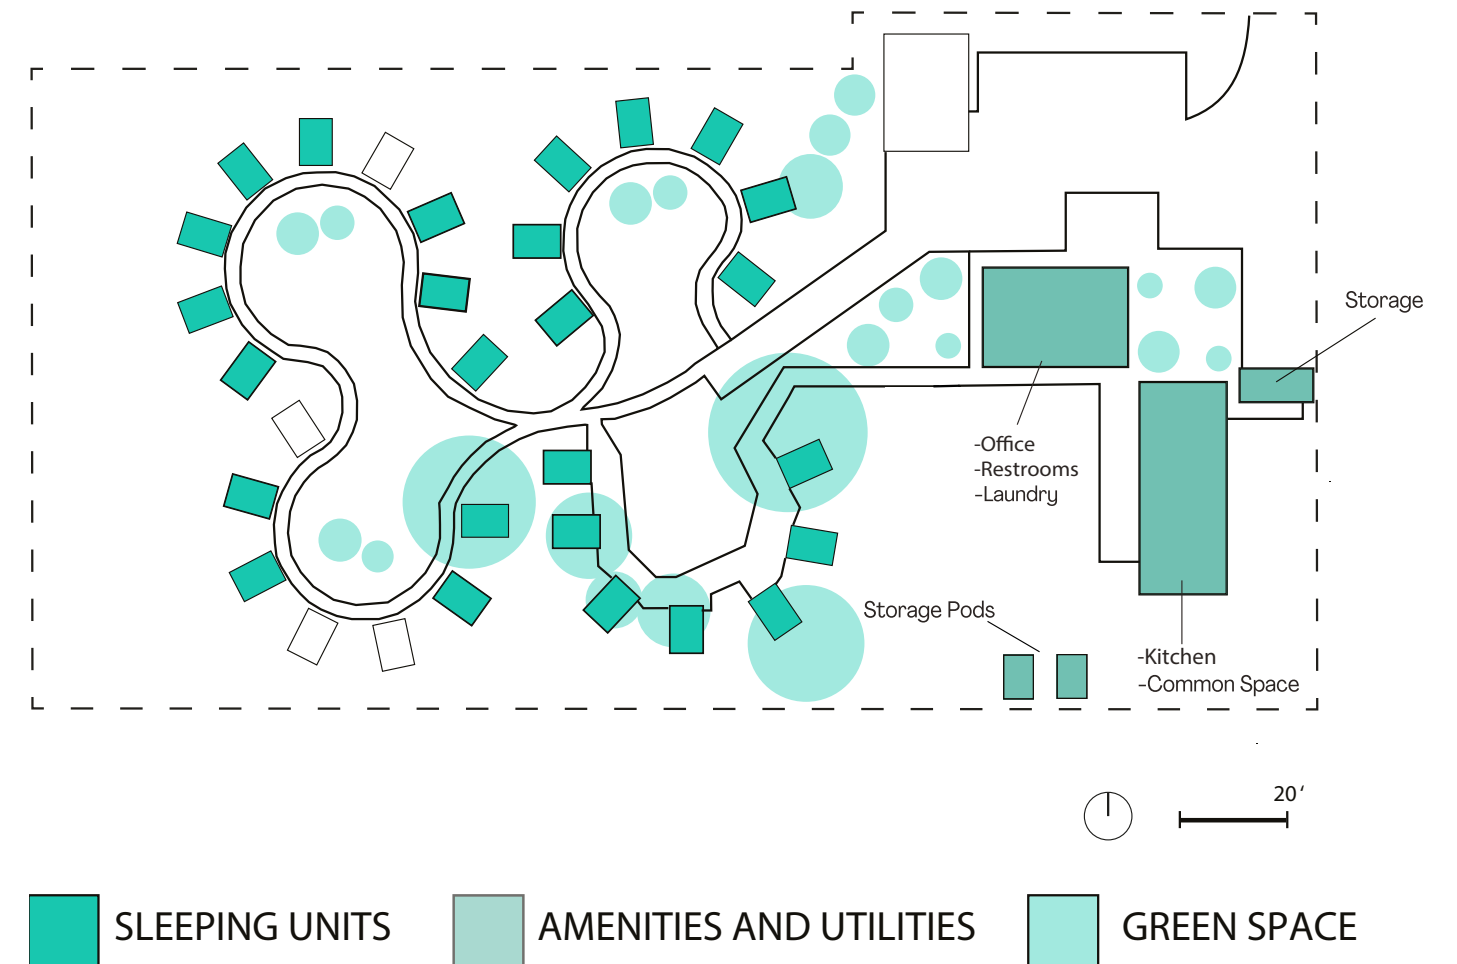 Storage
-Office
-Restrooms
-Laundry
Storage Pods
-Kitchen
-Common Space
20'
SLEEPING UNITS
AMENITIES AND UTILITIES
GREEN SPACE